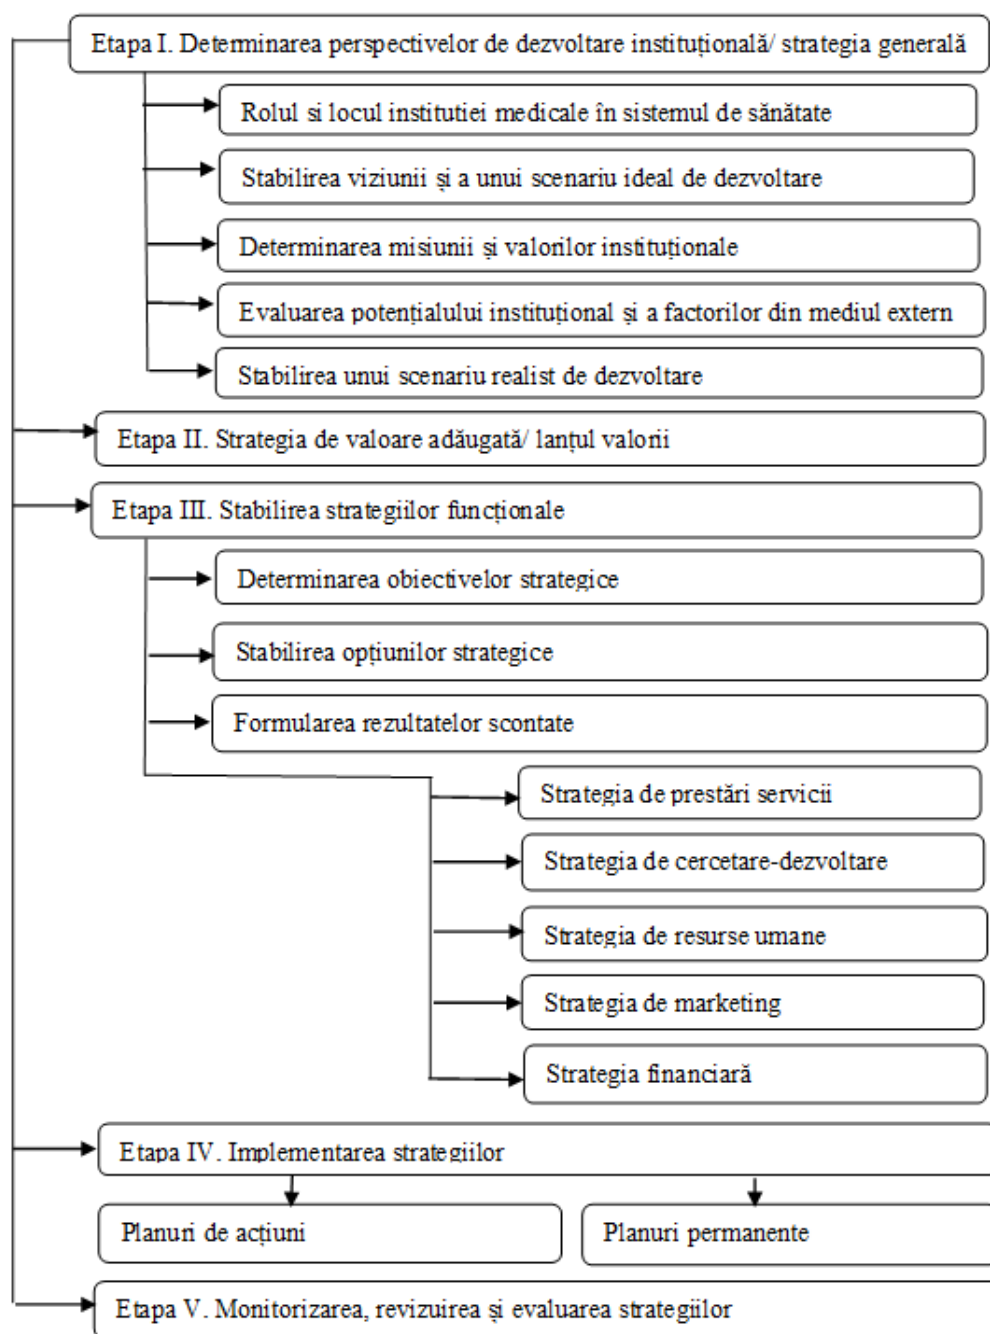 Etapa I. Determinarea perspectivelor de dezvoltare instituțională/ strategia generală
Rolul si locul institutiei medicale în sistemul de sănătate
Stabilirea viziunii și a unui scenariu ideal de dezvoltare
Determinarea misiunii și valorilor instituționale
Evaluarea potențialului instituțional și a factorilor din mediul extern
Stabilirea unui scenariu realist de dezvoltare
Etapa II. Strategia de valoare adăugată/ lanțul valorii
Etapa III. Stabilirea strategiilor funcționale
Determinarea obiectivelor strategice
Stabilirea opțiunilor strategice
Formularea rezultatelor scontate
Strategia de prestări servicii
Strategia de cercetare-dezvoltare
Strategia de resurse umane
Strategia de marketing
Strategia financiară
Etapa IV. Implementarea strategiilor
Planuri de acțiuni
Planuri permanente
Etapa V. Monitorizarea, revizuirea și evaluarea strategiilor